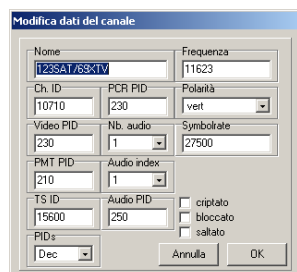 Modifica dati del canale
Nome
Frequenza
123SAT/69XTV
11623
Ch. ID
PCR PID
Polarità
10710
230
vert
Video PID
Nb. audio
Symbolrate
230
1
27500
PMT PID
Audio index
210
1
TS ID
Audio PID
criptato
15600
250
bloccato
saltato
PIDs
Dec
Annulla
OK